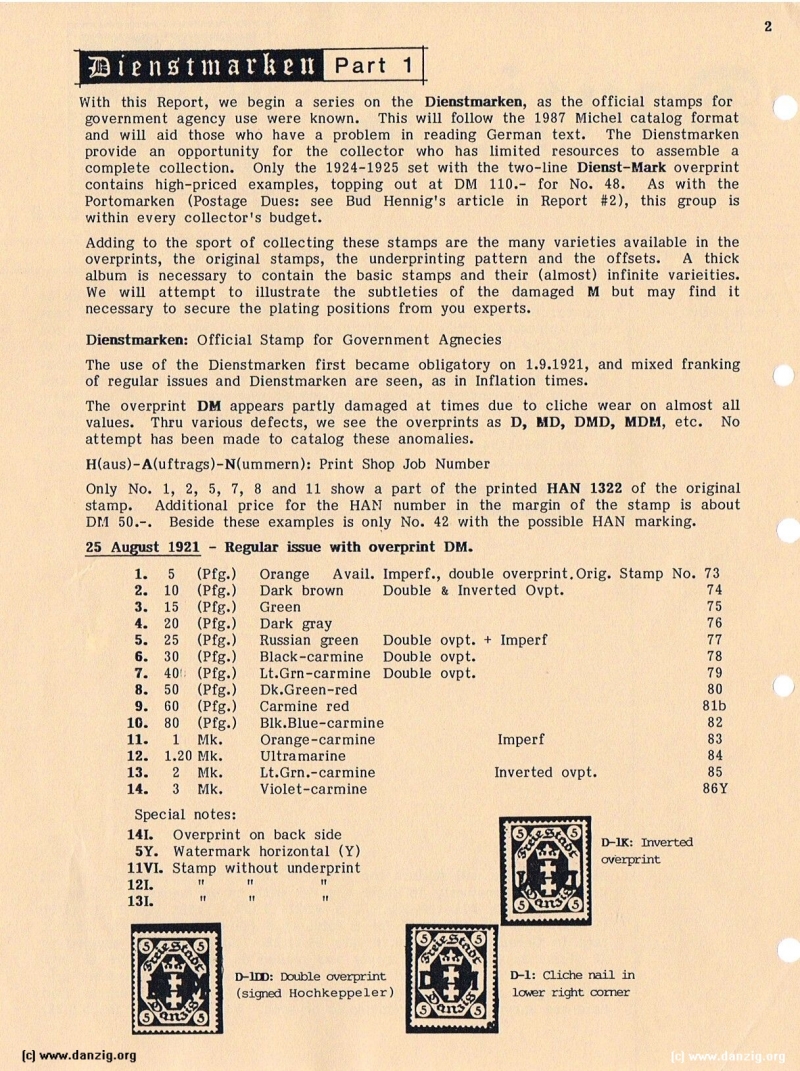 2
Dienstmarken Part 1
With this Report, we begin a series on the Dienstmarken, as the official stamps for
government agency use were known. This will follow the 1987 Michel catalog format
and will aid those who have a problem in reading German text. The Dienstmarken
provide an opportunity for the collector who has limited resources to assemble a
complete collection. Only the 1924-1925 set with the two-line Dienst-Mark overprint
contains high-priced examples, topping out at DM 110.- for No. 48. As with the
Portomarken (Postage Dues: see Bud Hennig's article in Report #2), this group is
within every collector's budget.
Adding to the sport of collecting these stamps are the many varieties available in the
overprints, the original stamps, the underprinting pattern and the offsets. A thick
album is necessary to contain the basic stamps and their (almost) infinite varieities.
We will attempt to illustrate the subtleties of the damaged M but may find it
necessary to secure the plating positions from you experts.
Dienstmarken: Official Stamp for Government Agnecies
The use of the Dienstmarken first became obligatory on 1.9.1921, and mixed franking
of regular issues and Dienstmarken are seen, as in Inflation times.
The overprint DM appears partly damaged at times due to cliche wear on almost all
values. Thru various defects, we see the overprints as D, MD, DMD, MDM, etc. No
attempt has been made to catalog these anomalies.
H(aus)-A(uftrags)-N(ummern): Print Shop Job Number
Only No. 1, 2, 5, 7, 8 and 11 show a part of the printed HAN 1322 of the original
stamp. Additional price for the HAN number in the margin of the stamp is about
DM 50.-. Beside these examples is only No. 42 with the possible HAN marking.
25 August 1921 - Regular issue with overprint DM.
1. 5 (Pfg.) Orange Avail. Imperf., double overprint. Orig. Stamp No. 73
2. 10 (Pfg.) Dark brown Double & Inverted Ovpt. 74
3. 15 (Pfg.) Green 75
4. 20 (Pfg.) Dark gray 76
5. 25 (Pfg.) Russian green Double ovpt. + Imperf 77
6. 30 (Pfg.) Black-carmine Double ovpt. 78
7. 40 (Pfg.) Lt.Grn-carmine Double ovpt. 79
8. 50 (Pfg.) Dk.Green-red 80
9. 60 (Pfg.) Carmine red 81b
10. 80 (Pfg.) Blk.Blue-carmine 82
11. 1 Mk. Orange-carmine Imperf 83
12. 1.20 Mk. Ultramarine 84
13. 2 Mk. Lt.Grn.-carmine Inverted ovpt. 85
14. 3 Mk. Violet-carmine 86Y
Special notes:
14I. Overprint on back side
5Y. Watermark horizontal (Y)
11VI. Stamp without underprint
12I. " " "
13I. " " "
5 5
Freie Stadt
Danzig
5 5
D-1K: Inverted
overprint
5 5
Freie Stadt
M
Danzig
5 5
D-1DD: Double overprint
(signed Hochkeppeler)
5 5
Freie Stadt
D M
Danzig
5 5
D-1: Cliche nail in
lower right corner
(c) www.danzig.org
(c) www.danzig.org